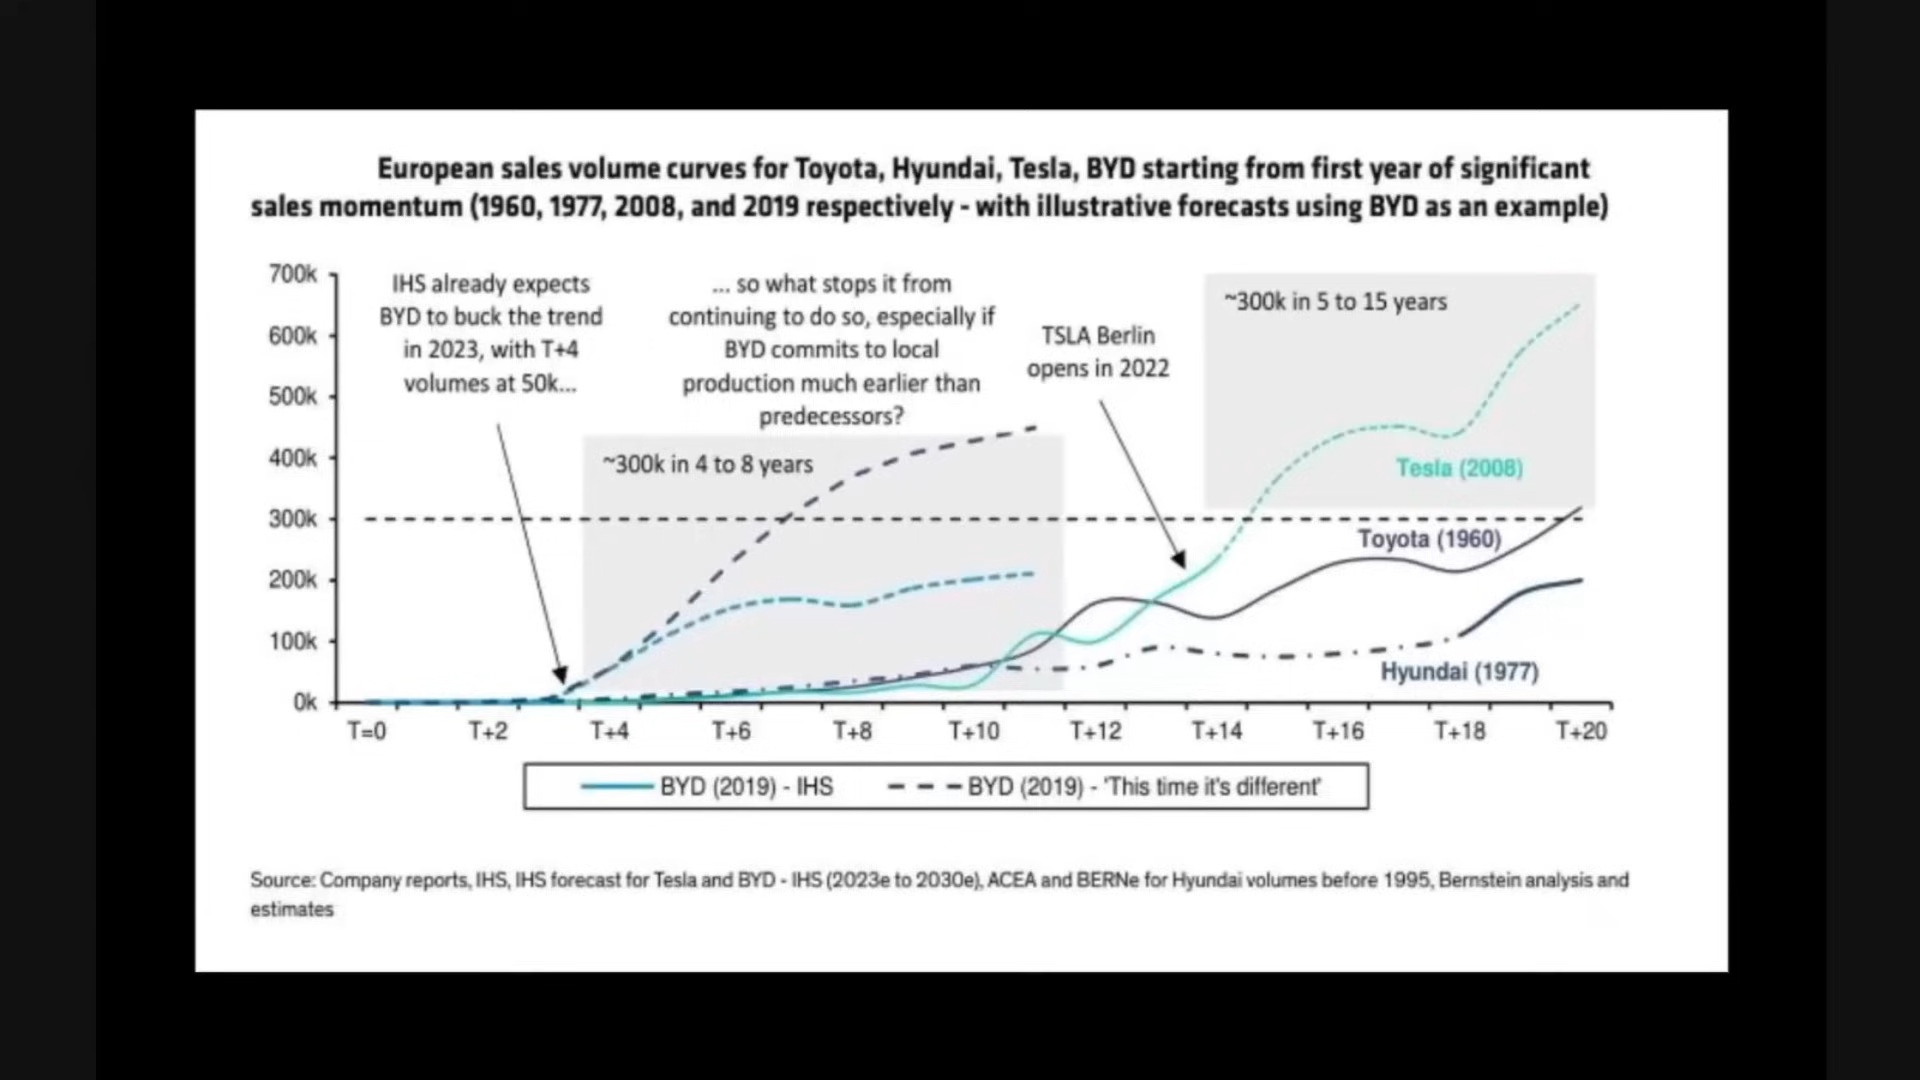 European sales volume curves for Toyota, Hyundai, Tesla, BYD starting from first year of significant
sales momentum (1960, 1977, 2008, and 2019 respectively - with illustrative forecasts using BYD as an example)
700k
600k
500k
400k
300k
200k
100k
0k
IHS already expects
BYD to buck the trend
in 2023, with T+4
volumes at 50k...
... so what stops it from
continuing to do so, especially if
BYD commits to local
production much earlier than
predecessors?
TSLA Berlin
opens in 2022
~300k in 5 to 15 years
~300k in 4 to 8 years
Tesla (2008)
Toyota (1960)
Hyundai (1977)
T=0 T+2 T+4 T+6 T+8 T+10 T+12 T+14 T+16 T+18 T+20
BYD (2019) - IHS BYD (2019) - 'This time it's different'
Source: Company reports, IHS, IHS forecast for Tesla and BYD - IHS (2023e to 2030e), ACEA and BERNe for Hyundai volumes before 1995, Bernstein analysis and
estimates